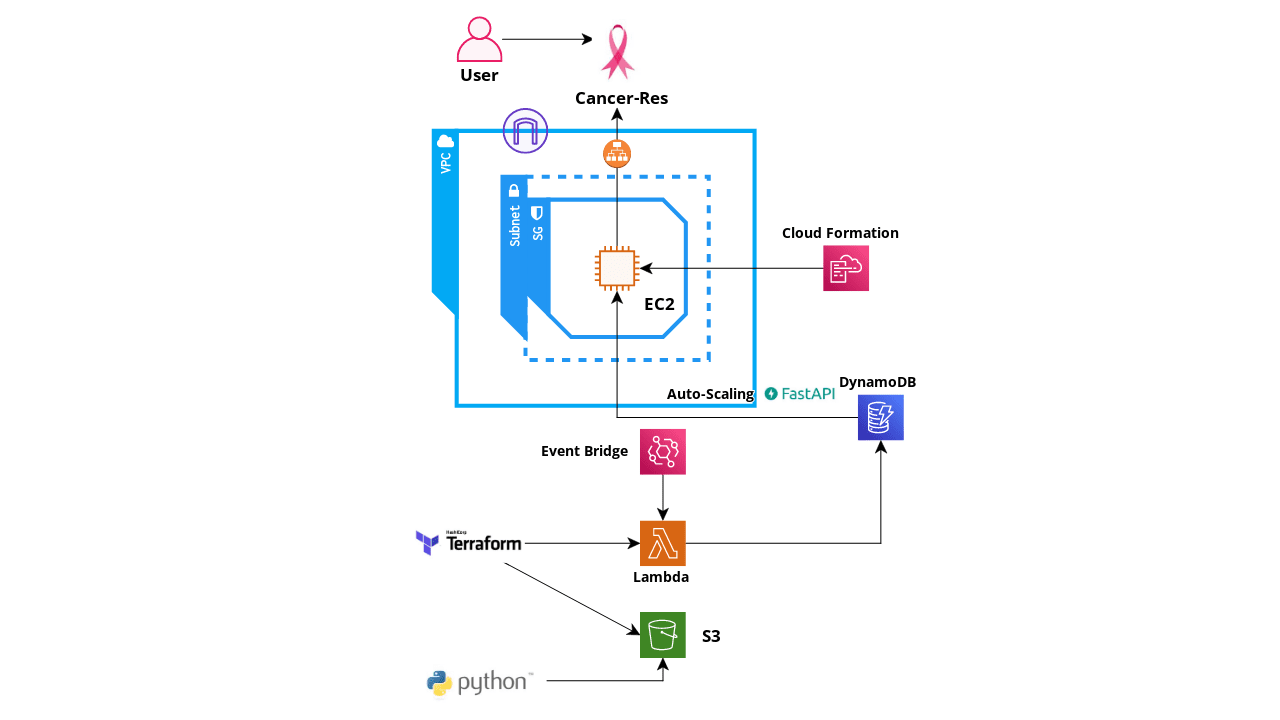 User
Cancer-Res
VPC
Subnet
SG
Cloud Formation
EC2
DynamoDB
Auto-Scaling
FastAPI
Event Bridge
HashiCorp
Terraform
Lambda
S3
python™